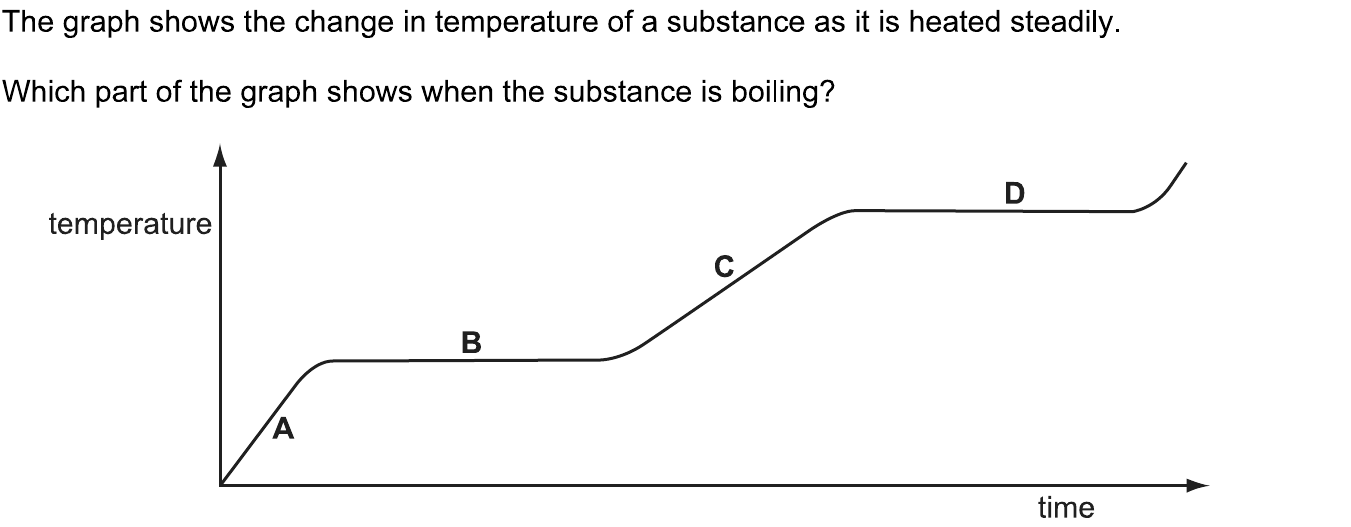 The graph shows the change in temperature of a substance as it is heated steadily.
Which part of the graph shows when the substance is boiling?
D
temperature
C
B
A
time